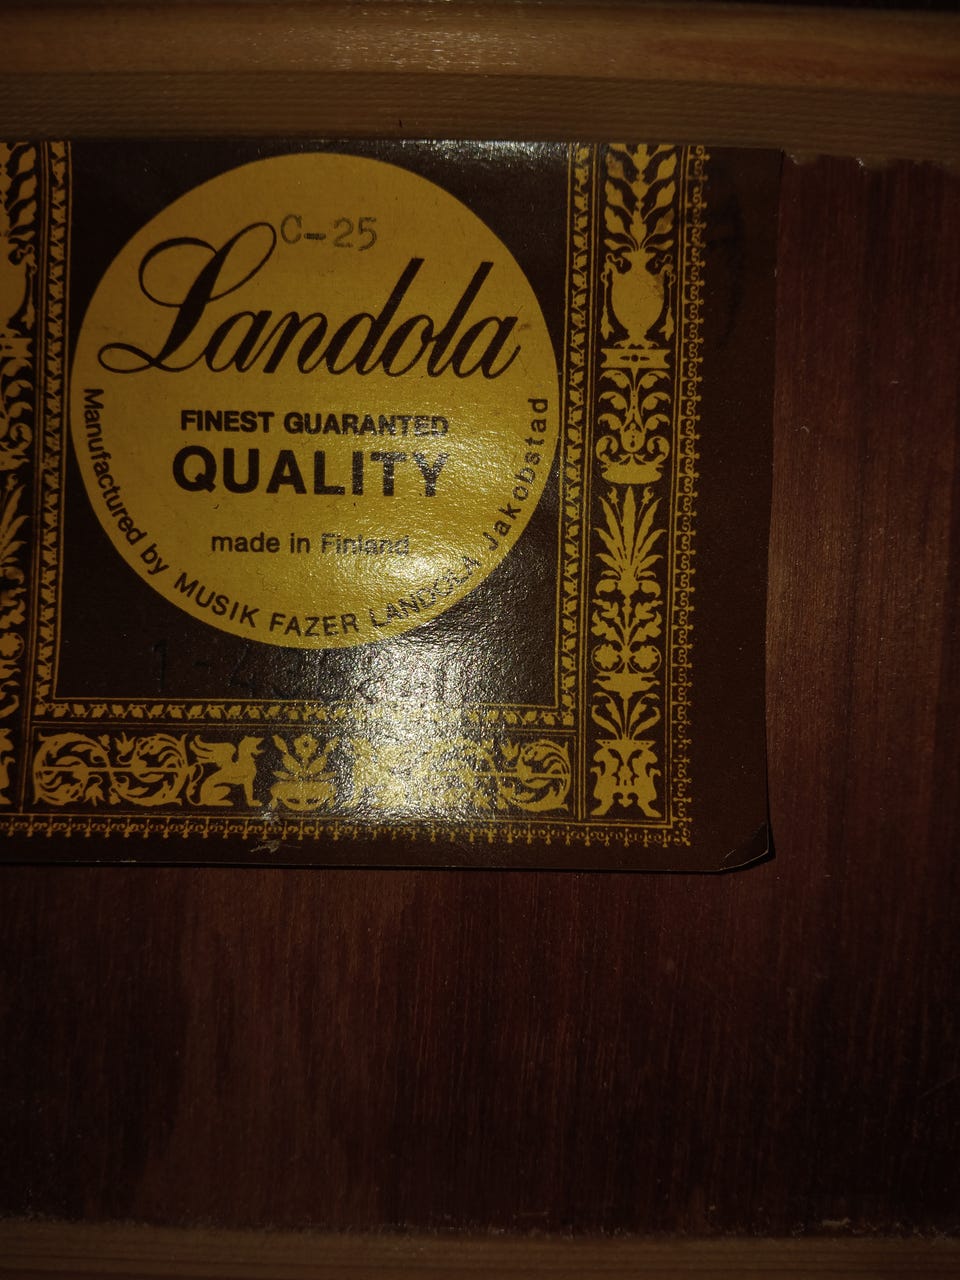 C-25
Landola
FINEST GUARANTED
QUALITY
made in Finland
Manufactured by MUSIK FAZER LANDOLA Jakobstad